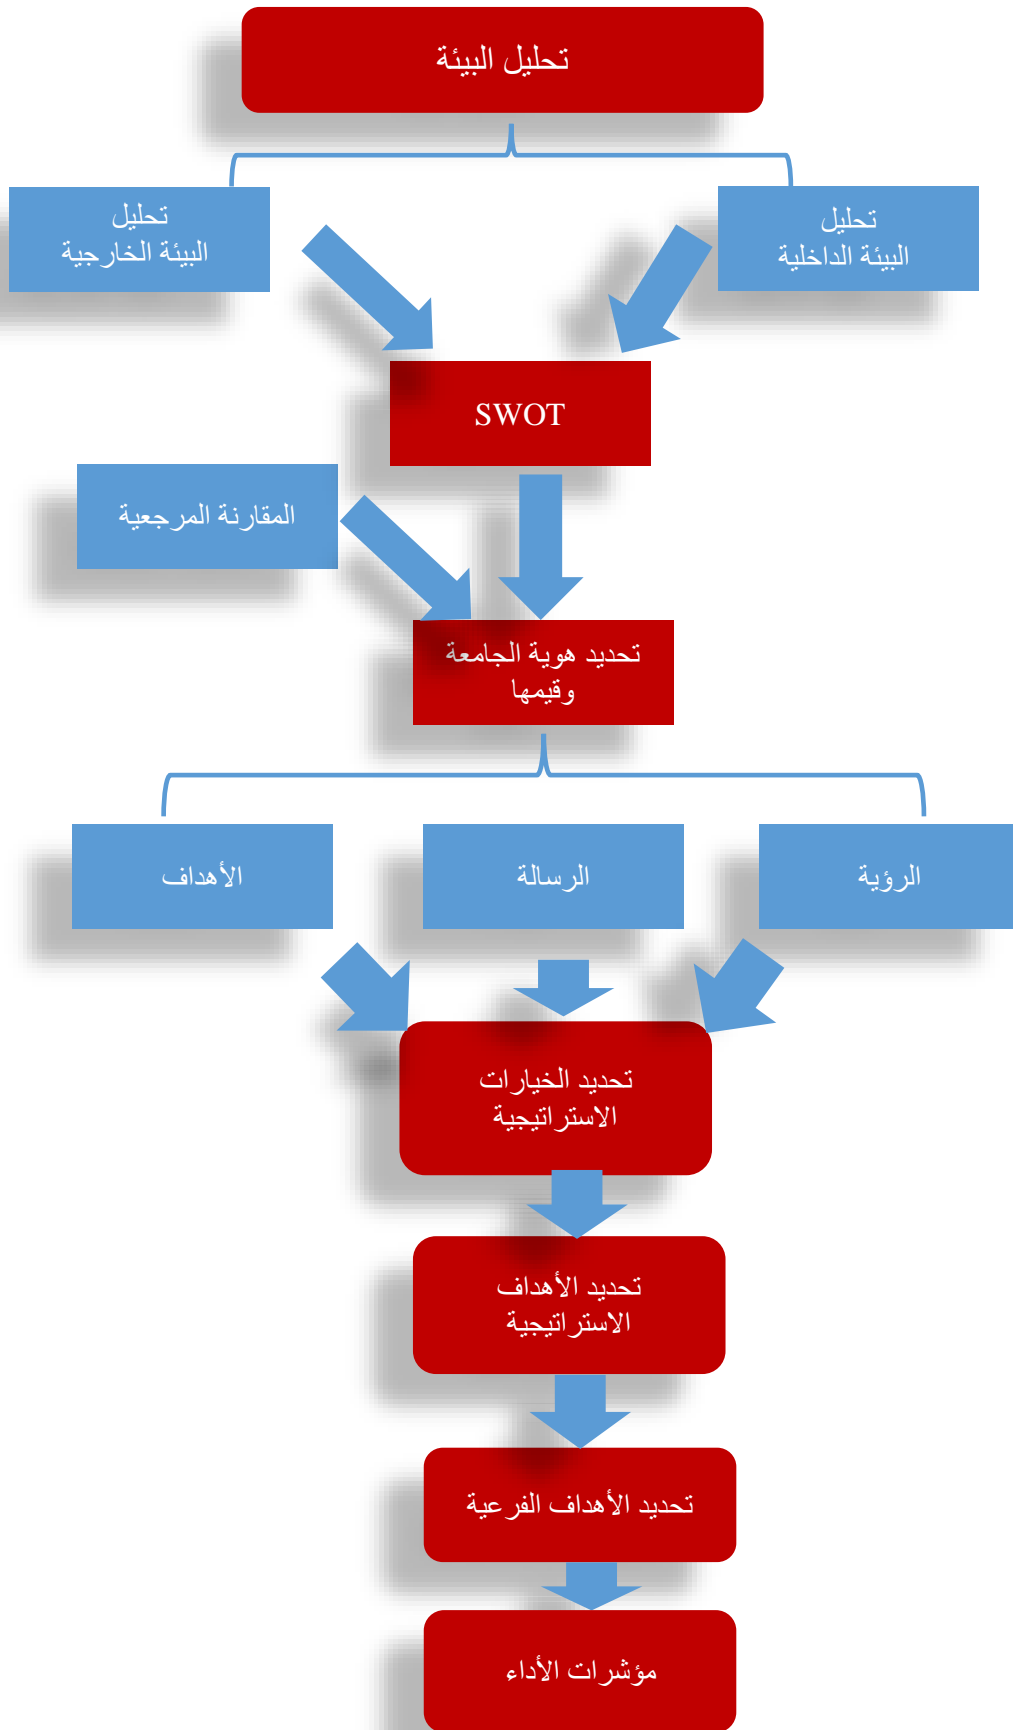 تحليل البيئة
تحليل
البيئة الداخلية
تحليل
البيئة الخارجية
SWOT
المقارنة المرجعية
تحديد هوية الجامعة
وقيمها
الرؤية
الرسالة
الأهداف
تحديد الخيارات
الاستراتيجية
تحديد الأهداف
الاستراتيجية
تحديد الأهداف الفرعية
مؤشرات الأداء